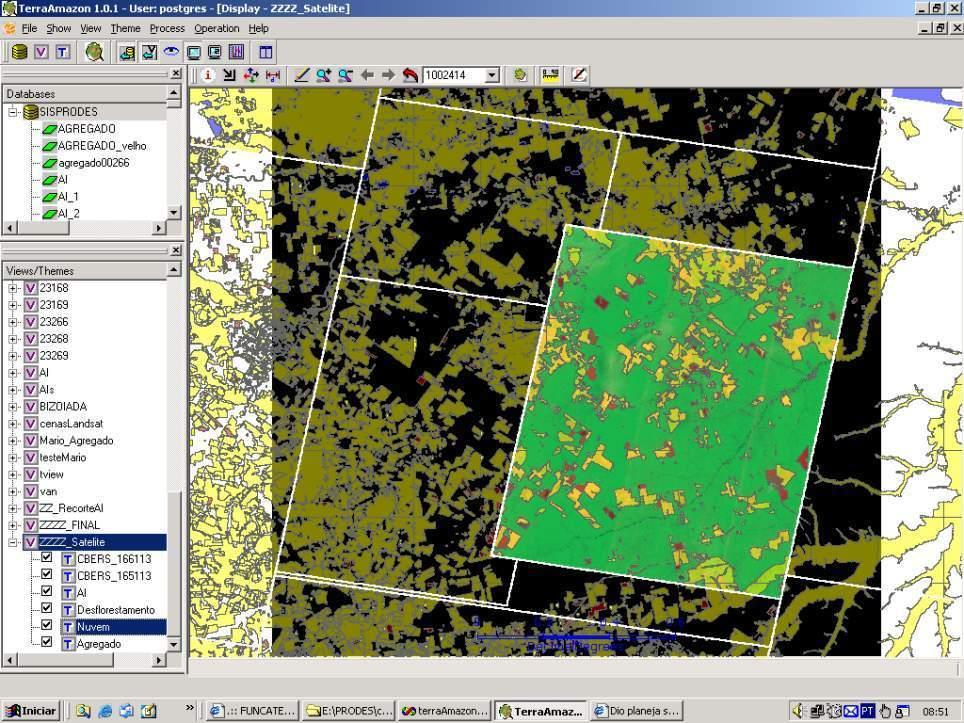 TerraAmazon 1.0.1 - User: postgres - [Display - ZZZZ_Satelite]
File Show View Theme Process Operation Help
1002414
Databases
SISPRODES
AGREGADO
AGREGADO_velho
agregado00266
AI
AI_1
AI_2
Views/Themes
23168
23169
23266
23268
23269
AI
AIs
BIZOIADA
cenasLandsat
Mario_Agregado
testeMario
tview
van
ZZ_RecorteAI
ZZZZ_FINAL
ZZZZ_Satelite
CBERS_166113
CBERS_165113
AI
Desflorestamento
Nuvem
Agregado
Iniciar
.:: FUNCATE...
E:\PRODES\c...
terraAmazon...
TerraAmaz...
Dio planeja s...
PT
08:51